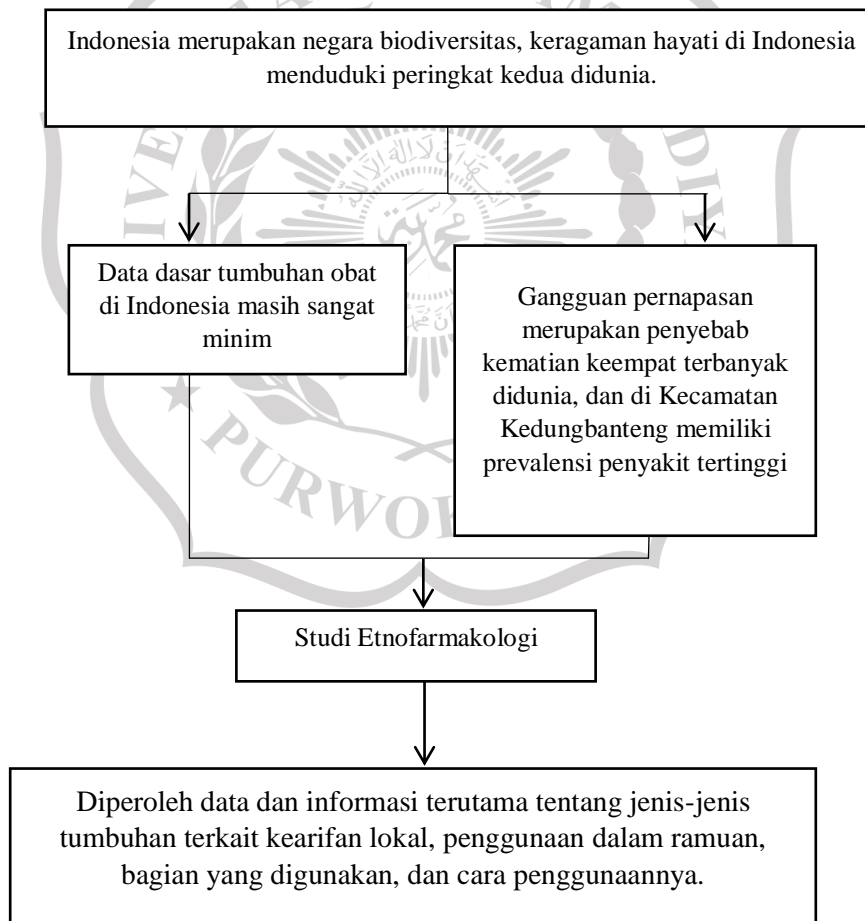 Indonesia merupakan negara biodiversitas, keragaman hayati di Indonesia
menduduki peringkat kedua didunia.
Data dasar tumbuhan obat
di Indonesia masih sangat
minim
Gangguan pernapasan
merupakan penyebab
kematian keempat terbanyak
didunia, dan di Kecamatan
Kedungbanteng memiliki
prevalensi penyakit tertinggi
Studi Etnofarmakologi
Diperoleh data dan informasi terutama tentang jenis-jenis
tumbuhan terkait kearifan lokal, penggunaan dalam ramuan,
bagian yang digunakan, dan cara penggunaannya.